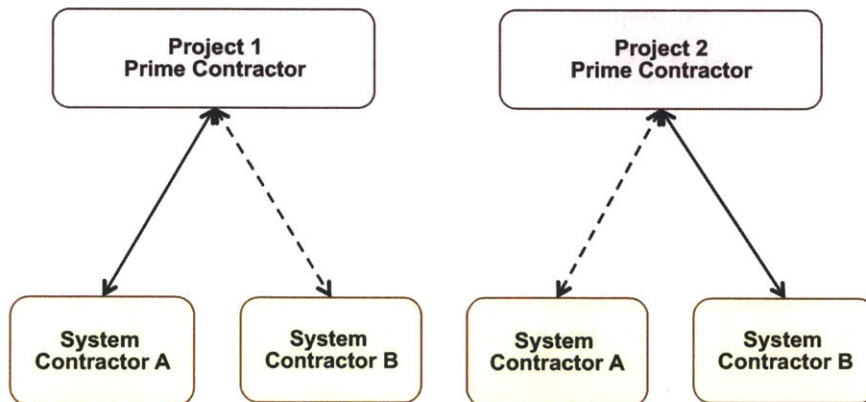 Project 1
Prime Contractor
Project 2
Prime Contractor
System
Contractor A
System
Contractor B
System
Contractor A
System
Contractor B